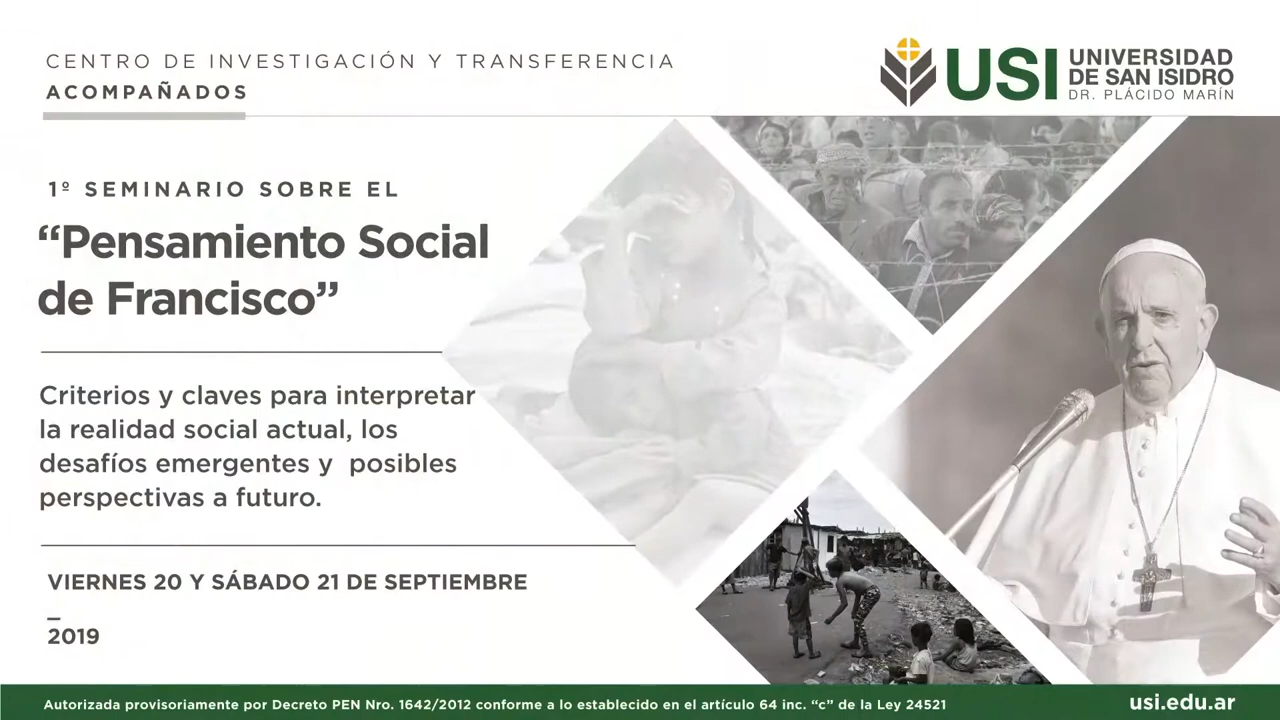 CENTRO DE INVESTIGACIÓN Y TRANSFERENCIA
ACOMPAÑADOS
USI UNIVERSIDAD
DE SAN ISIDRO
DR. PLÁCIDO MARÍN
1º SEMINARIO SOBRE EL
“Pensamiento Social
de Francisco”
Criterios y claves para interpretar
la realidad social actual, los
desafíos emergentes y  posibles
perspectivas a futuro.
VIERNES 20 Y SÁBADO 21 DE SEPTIEMBRE
–
2019
Autorizada provisoriamente por Decreto PEN Nro. 1642/2012 conforme a lo establecido en el artículo 64 inc. “c” de la Ley 24521
usi.edu.ar